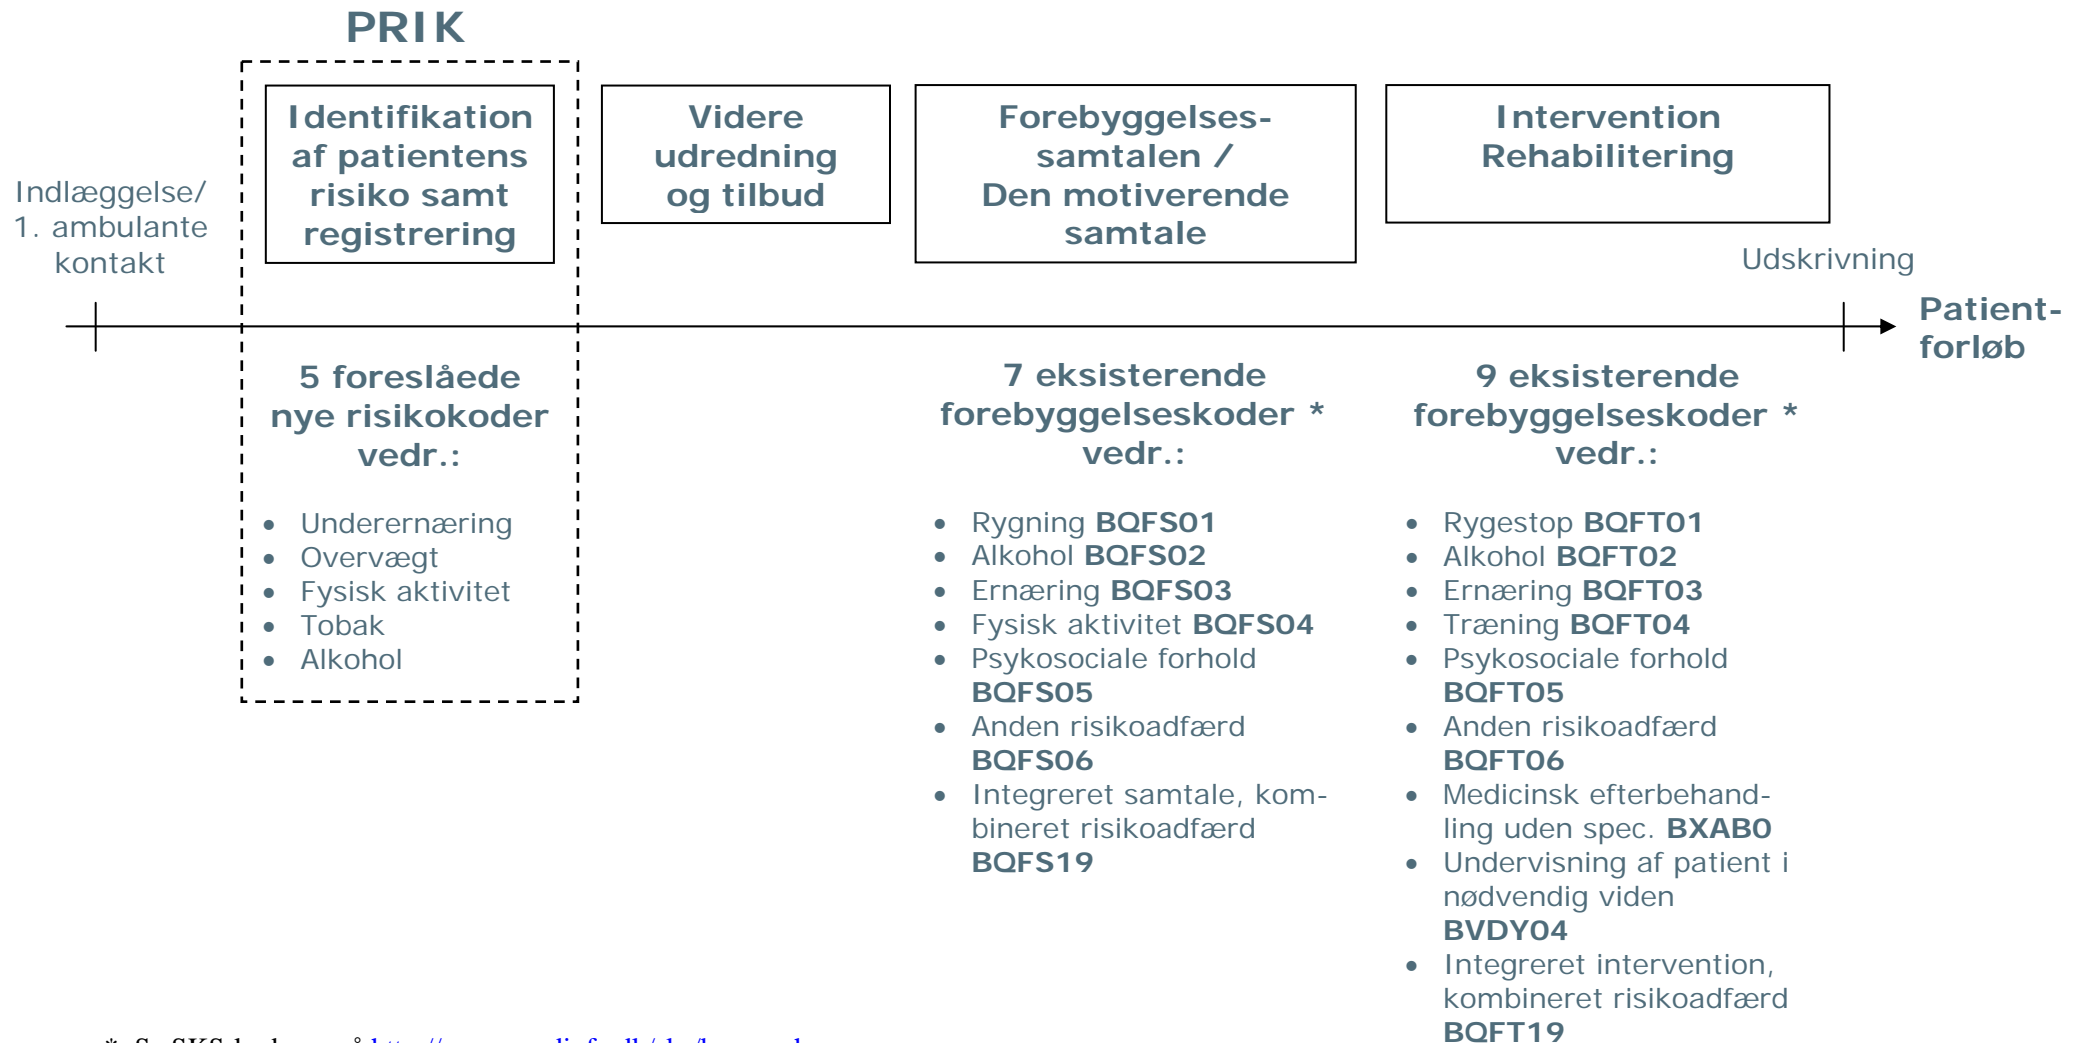 PRIK
Identifikation
af patientens
risiko samt
registrering
Videre
udredning
og tilbud
Forebyggelses-
samtalen /
Den motiverende
samtale
Intervention
Rehabilitering
Indlæggelse/
1. ambulante
kontakt
Udskrivning
Patient-
forløb
5 foreslåede
nye risikokoder
vedr.:
• Underernæring
• Overvægt
• Fysisk aktivitet
• Tobak
• Alkohol
7 eksisterende
forebyggelseskoder *
vedr.:
• Rygning BQFS01
• Alkohol BQFS02
• Ernæring BQFS03
• Fysisk aktivitet BQFS04
• Psykosociale forhold
BQFS05
• Anden risikoadfærd
BQFS06
• Integreret samtale, kom-
bineret risikoadfærd
BQFS19
9 eksisterende
forebyggelseskoder *
vedr.:
• Rygestop BQFT01
• Alkohol BQFT02
• Ernæring BQFT03
• Træning BQFT04
• Psykosociale forhold
BQFT05
• Anden risikoadfærd
BQFT06
• Medicinsk efterbehand-
ling uden spec. BXAB0
• Undervisning af patient i
nødvendig viden
BVDY04
• Integreret intervention,
kombineret risikoadfærd
BQFT19